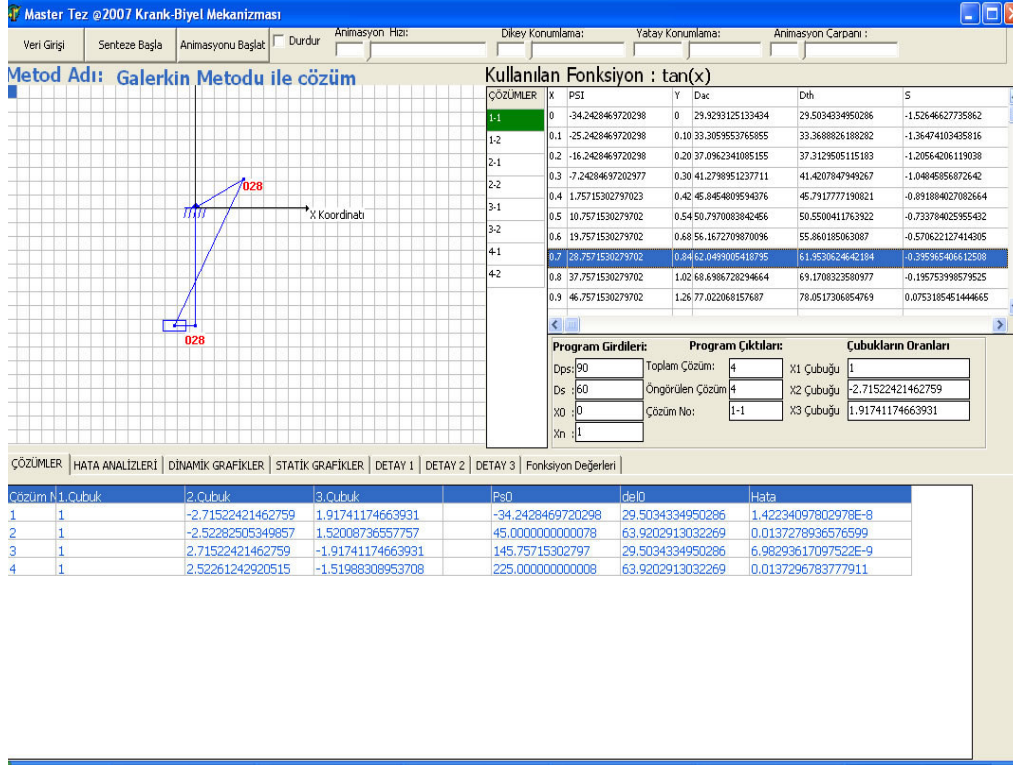 Master Tez @2007 Krank-Biyel Mekanizması
Veri Girişi Senteze Başla Animasyonu Başlat Durdur Animasyon Hızı: Dikey Konumlama: Yatay Konumlama: Animasyon Çarpanı :
Metod Adı: Galerkin Metodu ile çözüm
Kullanılan Fonksiyon : tan(x)
028
X Koordinatı
028
ÇÖZÜMLER
1-1
1-2
2-1
2-2
3-1
3-2
4-1
4-2
X PSI Y Dac Dth S
0 -34.2428469720298 0 29.9293125133434 29.5034334950286 -1.52646627735862
0.1 -25.2428469720298 0.10 33.3059553765855 33.3688826188282 -1.36474103435816
0.2 -16.2428469720298 0.20 37.0962341085155 37.3129505115183 -1.20564206119038
0.3 -7.24284697202977 0.30 41.2798951237711 41.4207847949267 -1.04845856872642
0.4 1.75715302797023 0.42 45.8454809594376 45.7917777190821 -0.891884027082664
0.5 10.7571530279702 0.54 50.7970083842456 50.5500411763922 -0.733784025955432
0.6 19.7571530279702 0.68 56.1672709870096 55.860185063087 -0.570622127414305
0.7 28.7571530279702 0.84 62.0499005418795 61.9530624642184 -0.395965406612508
0.8 37.7571530279702 1.02 68.6986728294664 69.1708323580977 -0.195753998579525
0.9 46.7571530279702 1.26 77.022068157687 78.0517306854769 0.0753185451444665
Program Girdileri: Program Çıktıları: Çubukların Oranları
Dps: 90 Toplam Çözüm: 4 X1 Çubuğu 1
Ds : 60 Öngörülen Çözüm 4 X2 Çubuğu -2.71522421462759
X0 : 0 Çözüm No: 1-1 X3 Çubuğu 1.91741174663931
Xn : 1
ÇÖZÜMLER HATA ANALİZLERİ DİNAMİK GRAFİKLER STATİK GRAFİKLER DETAY 1 DETAY 2 DETAY 3 Fonksiyon Değerleri
Çözüm N 1.Çubuk 2.Çubuk 3.Çubuk Ps0 del0 Hata
1 1 -2.71522421462759 1.91741174663931 -34.2428469720298 29.5034334950286 1.42234097802978E-8
2 1 -2.52282505349857 1.52008736557757 45.0000000000078 63.9202913032269 0.0137278936576599
3 1 2.71522421462759 -1.91741174663931 145.75715302797 29.5034334950286 6.98293617097522E-9
4 1 2.52261242920515 -1.51988308953708 225.000000000008 63.9202913032269 0.0137296783777911